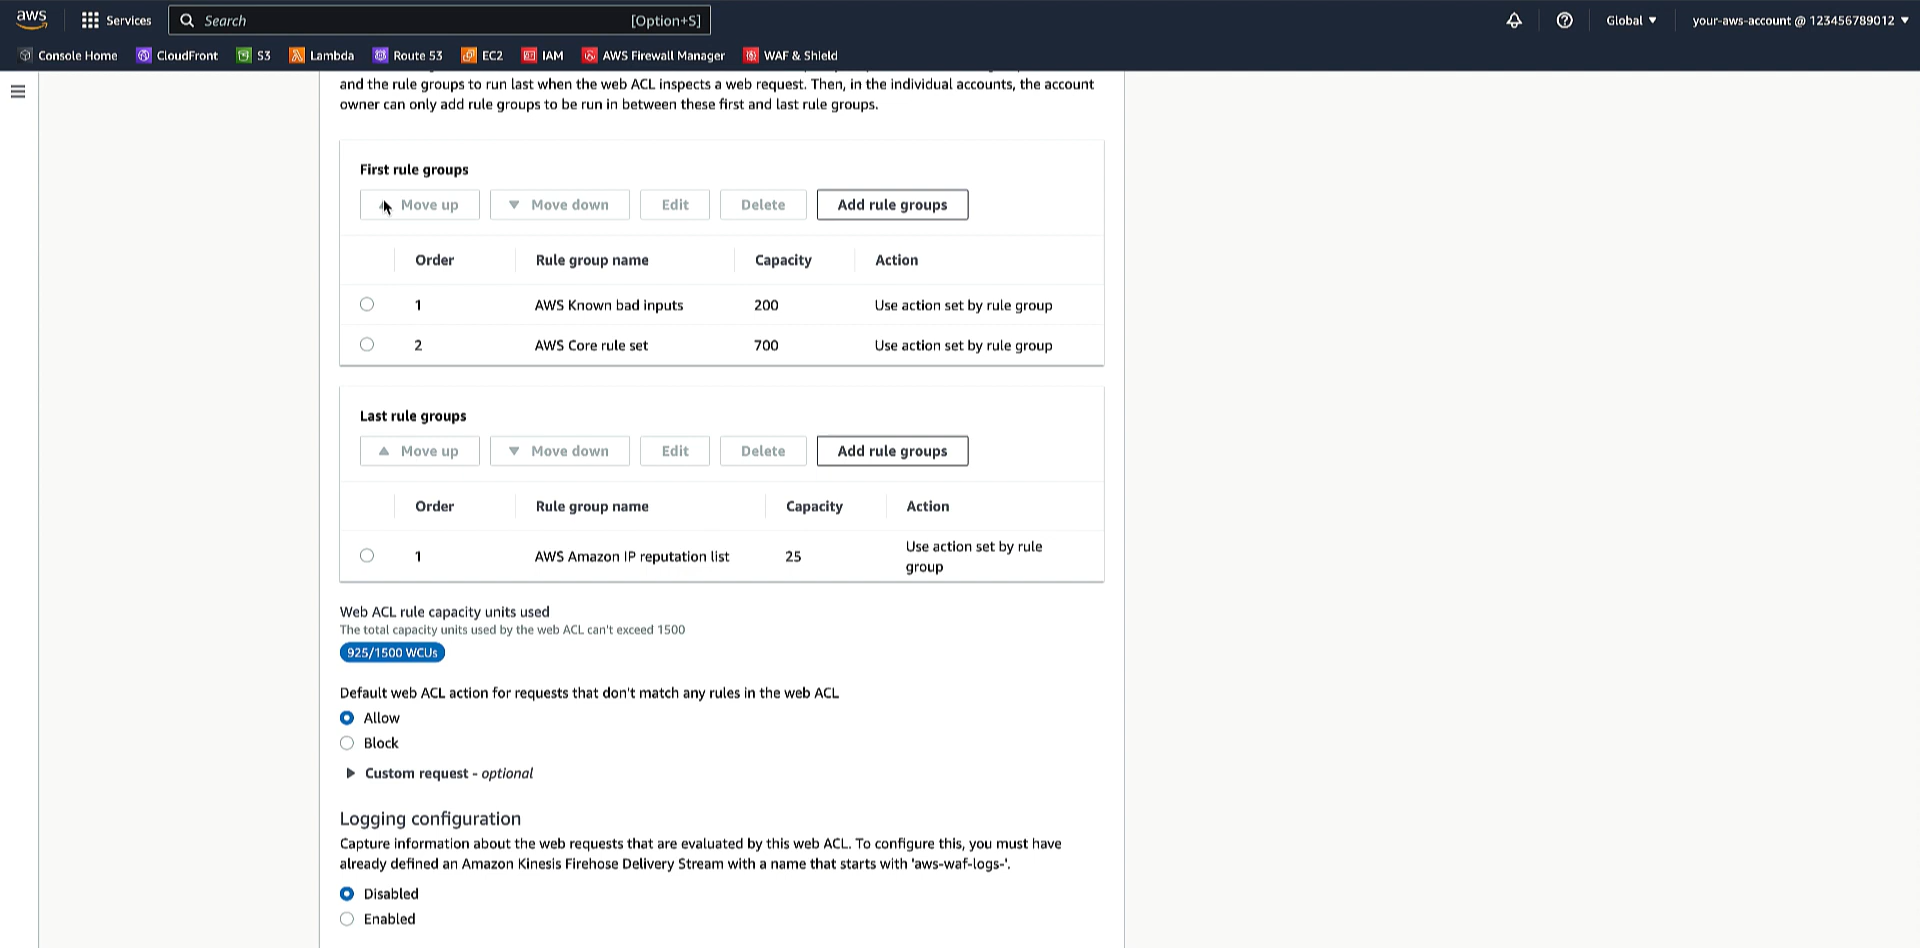 aws
Services
Search
[Option+S]
Global
your-aws-account @ 123456789012
Console Home
CloudFront
S3
Lambda
Route 53
EC2
IAM
AWS Firewall Manager
WAF & Shield
and the rule groups to run last when the web ACL inspects a web request. Then, in the individual accounts, the account
owner can only add rule groups to be run in between these first and last rule groups.
First rule groups
Move up
Move down
Edit
Delete
Add rule groups
Order Rule group name Capacity Action
1 AWS Known bad inputs 200 Use action set by rule group
2 AWS Core rule set 700 Use action set by rule group
Last rule groups
Move up
Move down
Edit
Delete
Add rule groups
Order Rule group name Capacity Action
1 AWS Amazon IP reputation list 25 Use action set by rule
group
Web ACL rule capacity units used
The total capacity units used by the web ACL can't exceed 1500
925/1500 WCUs
Default web ACL action for requests that don't match any rules in the web ACL
Allow
Block
Custom request - optional
Logging configuration
Capture information about the web requests that are evaluated by this web ACL. To configure this, you must have
already defined an Amazon Kinesis Firehose Delivery Stream with a name that starts with 'aws-waf-logs-'.
Disabled
Enabled